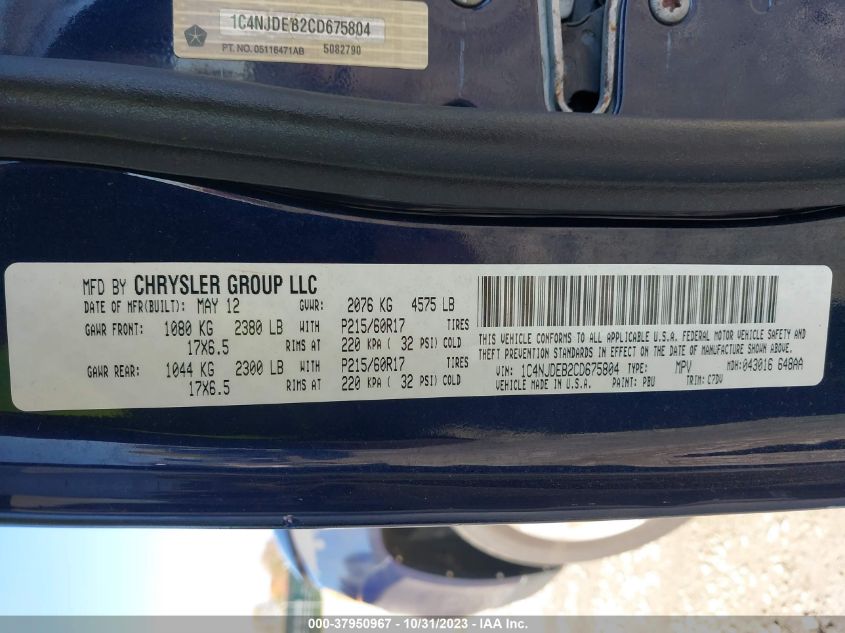 1C4NJDEB2CD675804
PT. NO. 05116471AB 5082790
MFD BY CHRYSLER GROUP LLC
DATE OF MFR(BUILT): MAY 12 GVWR: 2076 KG 4575 LB
GAWR FRONT: 1080 KG 2380 LB WITH P215/60R17 TIRES
17X6.5 RIMS AT 220 KPA ( 32 PSI) COLD
GAWR REAR: 1044 KG 2300 LB WITH P215/60R17 TIRES
17X6.5 RIMS AT 220 KPA ( 32 PSI) COLD
THIS VEHICLE CONFORMS TO ALL APPLICABLE U.S.A. FEDERAL MOTOR VEHICLE SAFETY AND
THEFT PREVENTION STANDARDS IN EFFECT ON THE DATE OF MANUFACTURE SHOWN ABOVE.
VIN: 1C4NJDEB2CD675804 TYPE: MPV MDH:043016 648AA
VEHICLE MADE IN U.S.A. PAINT: PBU TRIM: C7DV
000-37950967 - 10/31/2023 - IAA Inc.